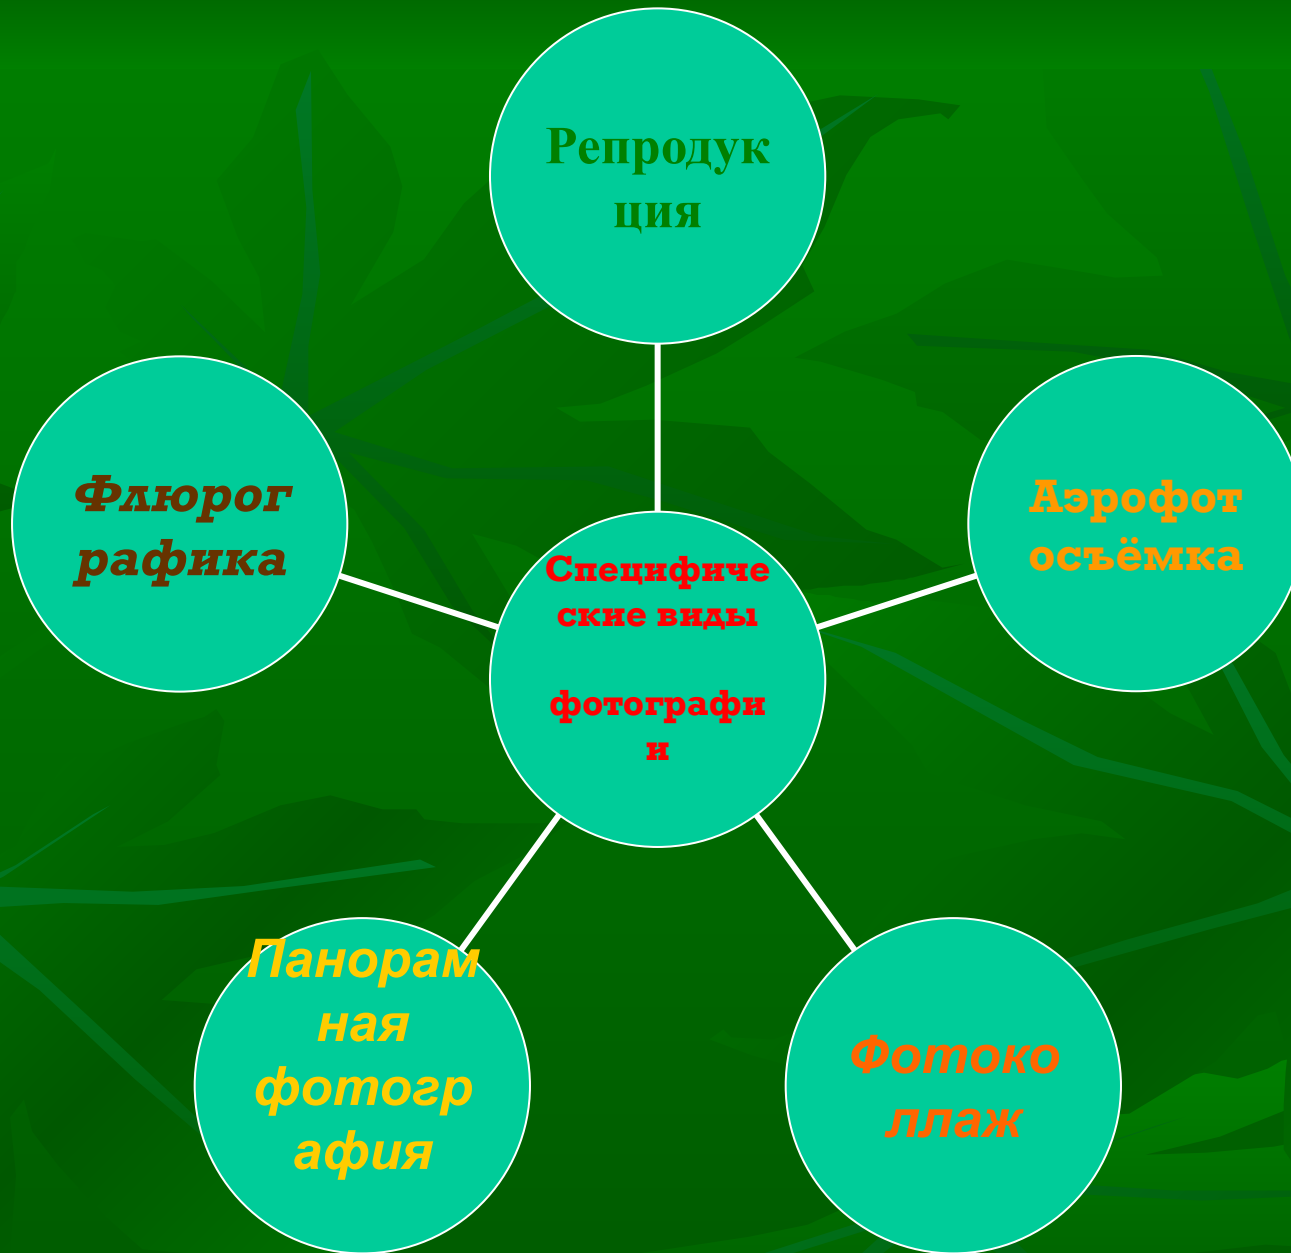 Репродук
ция
Флюрог
рафика
Аэрофот
осъёмка
Специфиче
ские виды
фотографи
и
Панорам
ная
фотогр
афия
Фотоко
ллаж